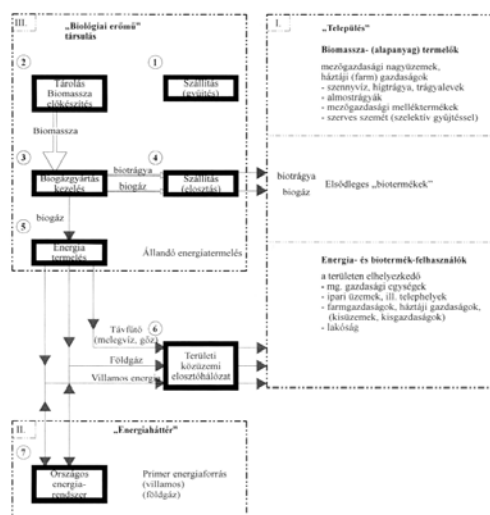 III. „Biológiai erőmű”
társulás
2
1
Tárolás
Biomassza
előkészítés
Szállítás
(gyűjtés)
Biomassza
3
4
Biogázgyártás
kezelés
biotrágya
biogáz
Szállítás
(elosztás)
biogáz
5
Energia
termelés
Állandó energiatermelés
I. „Település”
Biomassza- (alapanyag) termelők
mezőgazdasági nagyüzemek,
háztáji (farm) gazdaságok
- szennyvíz, hígtrágya, trágyalevek
- almostrágyák
- mezőgazdasági melléktermékek
- szerves szemét (szelektív gyűjtéssel)
biotrágya
biogáz
Elsődleges „biotermékek”
Energia- és biotermék-felhasználók
a területen elhelyezkedő
- mg. gazdasági egységek
- ipari üzemek, ill. telephelyek
- farmgazdaságok, háztáji gazdaságok,
(kisüzemek, kisgazdaságok)
- lakóság
Távfűtő
(melegvíz, gőz)
6
Földgáz
Villamos energia
Területi
közüzemi
elosztóhálózat
II. „Energiaháttér”
7
Országos
energia-
rendszer
Primer energiaforrás
(villamos)
(földgáz)